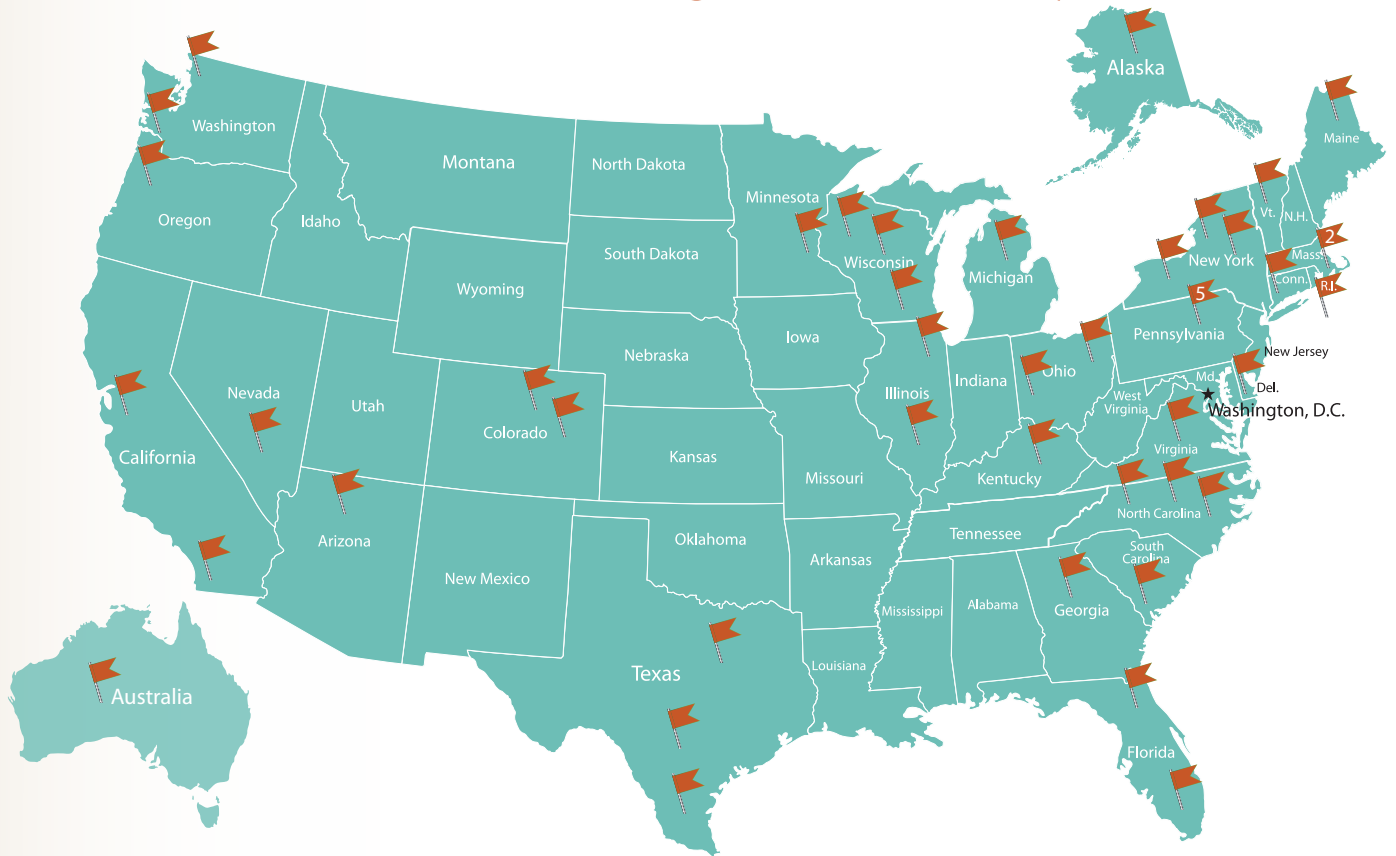 Alaska
Maine
Washington
Montana
North Dakota
Minnesota
Oregon
Idaho
Vt.
N.H.
South Dakota
Wisconsin
Michigan
New York
2
Mass.
Conn.
R.I.
Wyoming
5
Pennsylvania
Iowa
Nebraska
New Jersey
Ohio
Indiana
Illinois
Md.
Del.
Nevada
Utah
West
Virginia
Washington, D.C.
Colorado
California
Kansas
Missouri
Kentucky
Virginia
North Carolina
Arizona
Oklahoma
Tennessee
South
Carolina
Arkansas
New Mexico
Mississippi
Alabama
Georgia
Louisiana
Texas
Australia
Florida